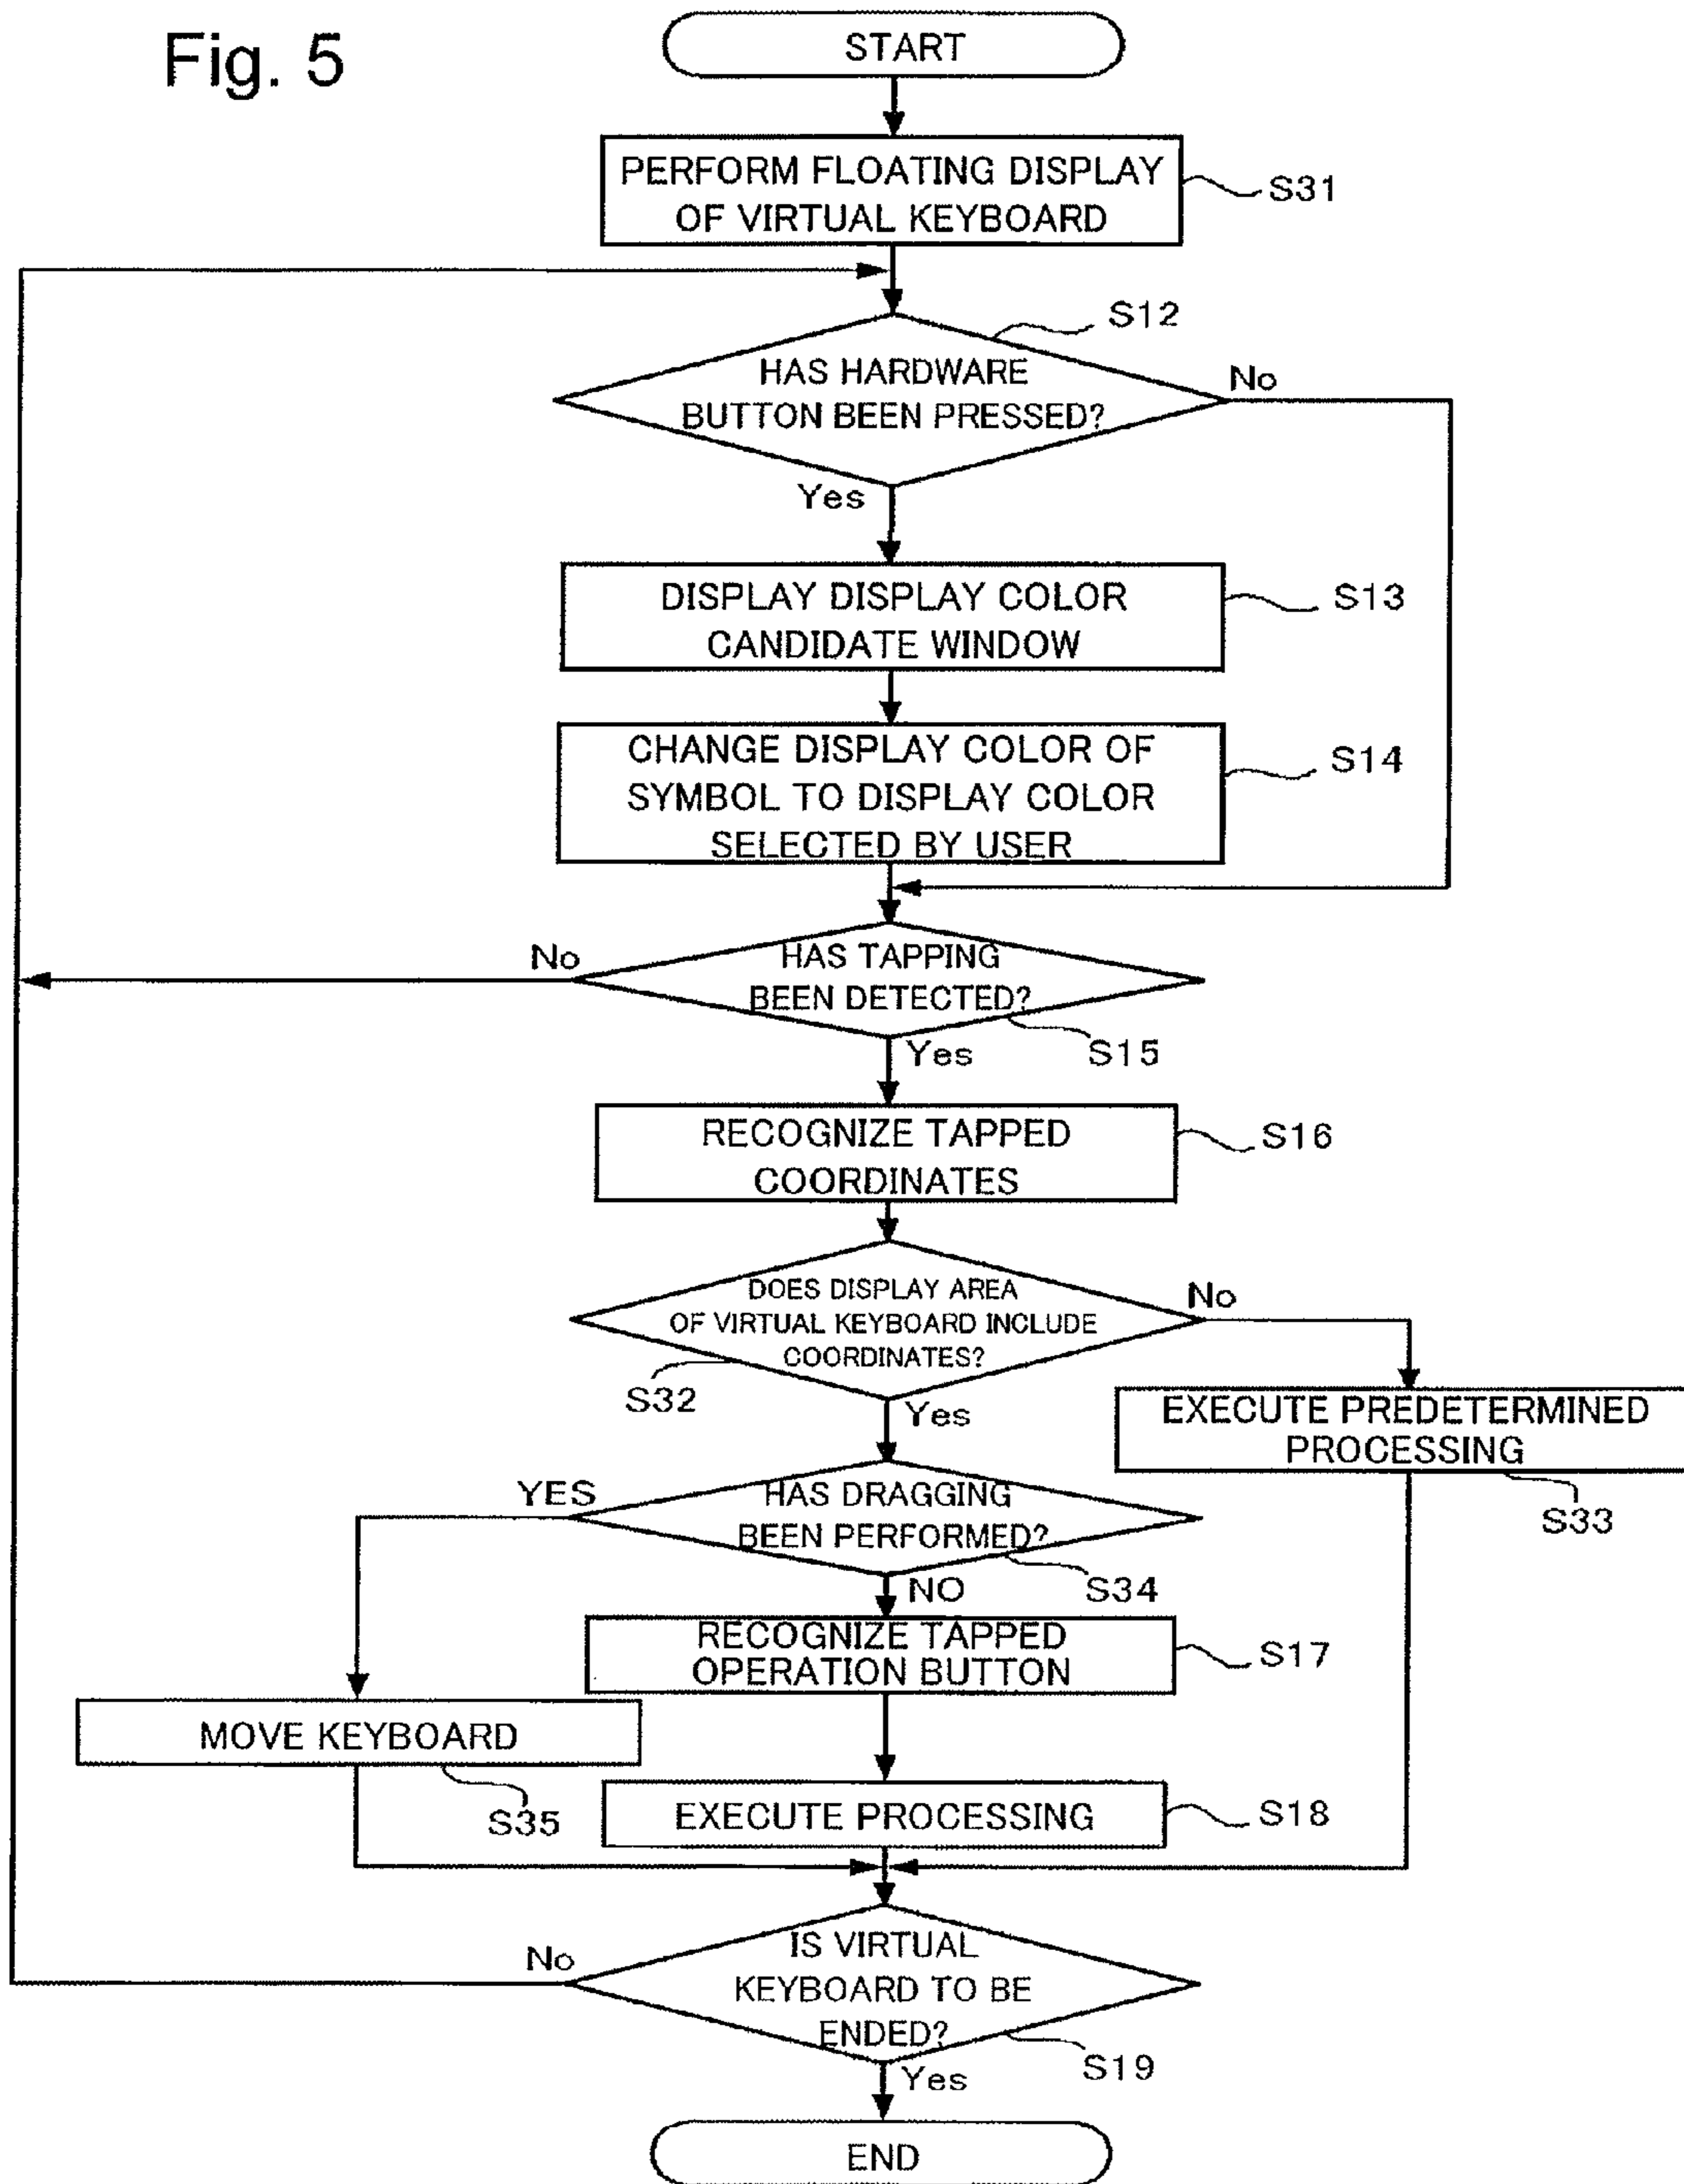 Fig. 5
START
PERFORM FLOATING DISPLAY
OF VIRTUAL KEYBOARD
S31
S12
HAS HARDWARE
BUTTON BEEN PRESSED?
No
Yes
DISPLAY DISPLAY COLOR
CANDIDATE WINDOW
S13
CHANGE DISPLAY COLOR OF
SYMBOL TO DISPLAY COLOR
SELECTED BY USER
S14
No
HAS TAPPING
BEEN DETECTED?
Yes
S15
RECOGNIZE TAPPED
COORDINATES
S16
DOES DISPLAY AREA
OF VIRTUAL KEYBOARD INCLUDE
COORDINATES?
No
S32
Yes
EXECUTE PREDETERMINED
PROCESSING
S33
YES
HAS DRAGGING
BEEN PERFORMED?
S34
NO
RECOGNIZE TAPPED
OPERATION BUTTON
S17
MOVE KEYBOARD
S35
EXECUTE PROCESSING
S18
No
IS VIRTUAL
KEYBOARD TO BE
ENDED?
S19
Yes
END